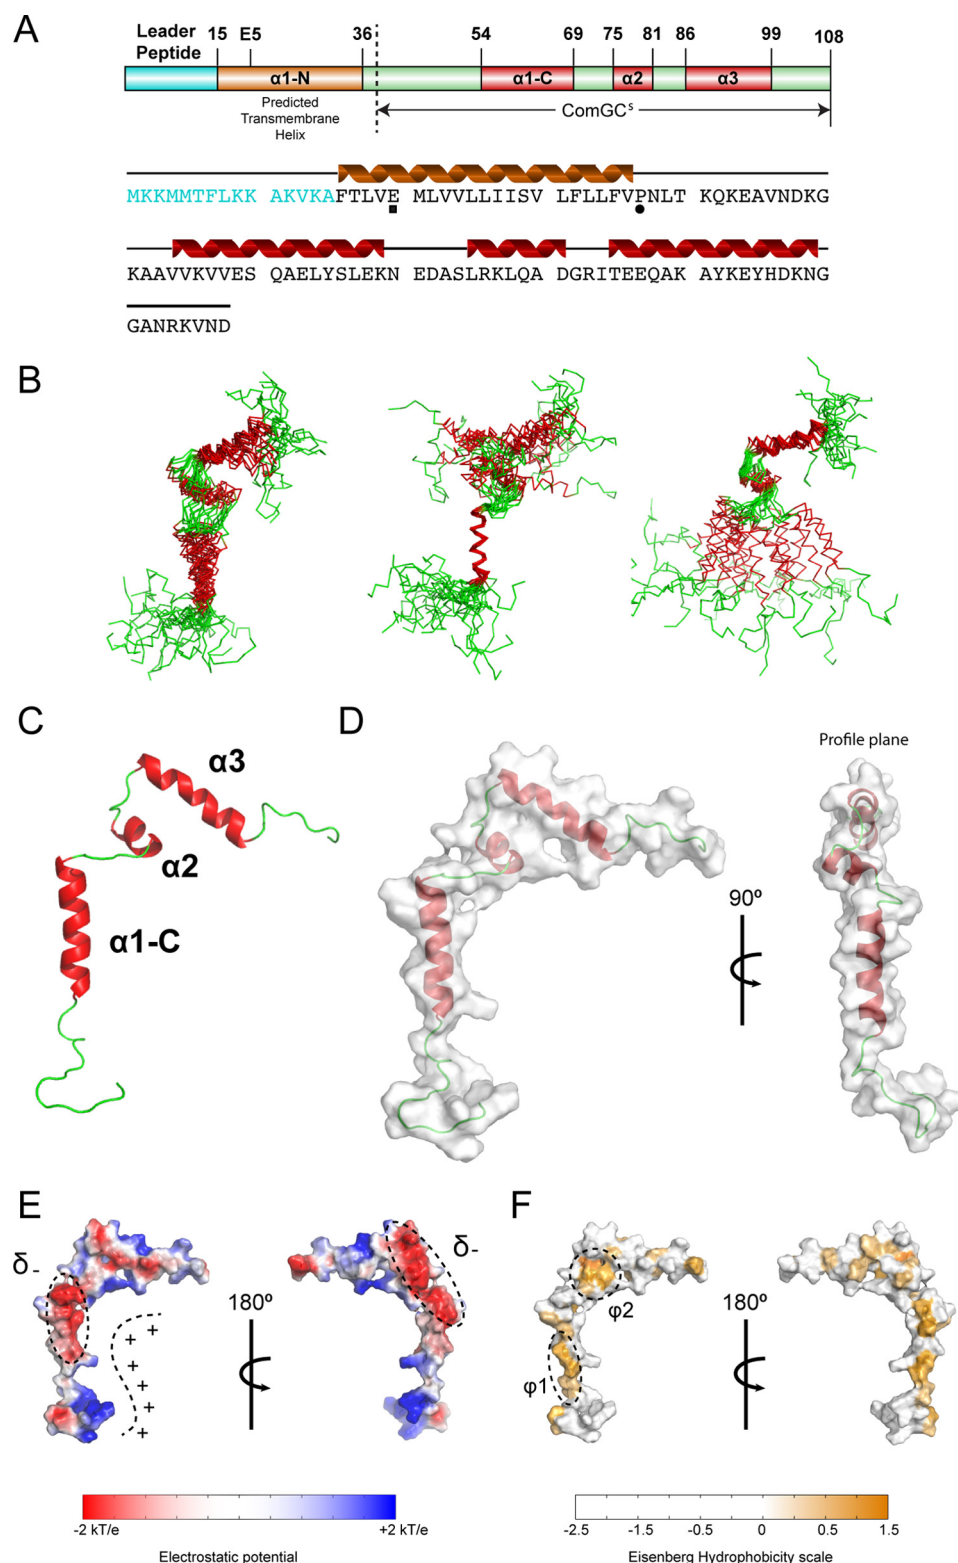 A
Leader Peptide 15 E5 36 54 69 75 81 86 99 108
α1-N α1-C α2 α3
Predicted
Transmembrane
Helix
ComGCˢ
MKKMMTFLKK AKVKAFTLVE MLVVLLIISV LFLLFVPNLT KQKEAVNDKG
KAAVVKVVES QAELYSLEKN EDASLRKLQA DGRITEEQAK AYKEYHDKNG
GANRKVND
B
C
α3
α2
α1-C
D
Profile plane
90º
E
δ-
+
+
+
+
+
180º
δ-
-2 kT/e +2 kT/e
Electrostatic potential
F
φ2
φ1
180º
-2.5 -1.5 -0.5 0 0.5 1.5
Eisenberg Hydrophobicity scale